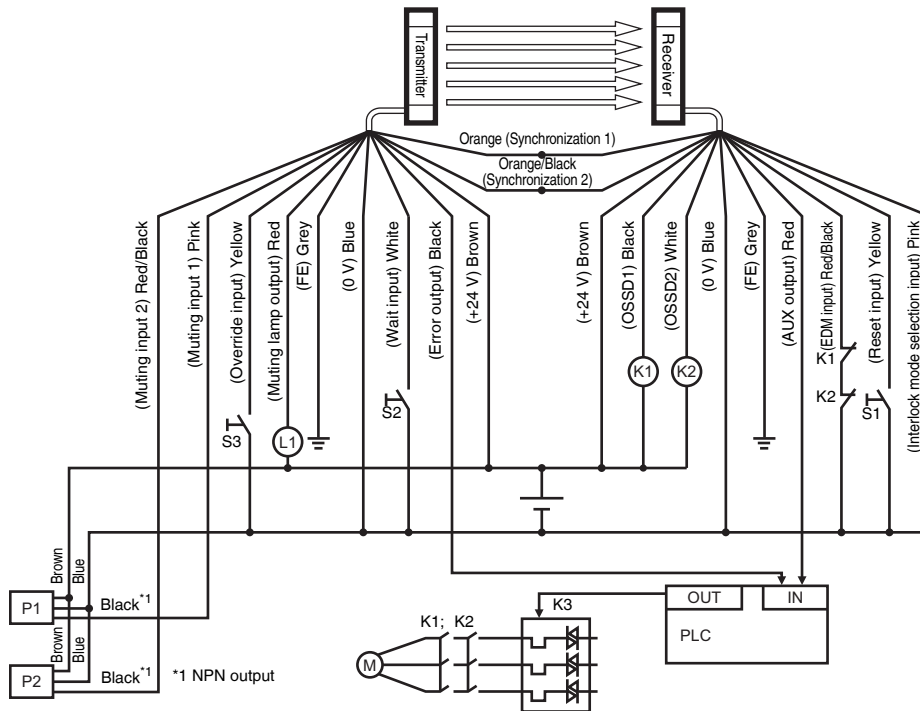 Transmitter
Receiver
Orange (Synchronization 1)
Orange/Black
(Synchronization 2)
(Muting input 2) Red/Black
(Muting input 1) Pink
(Override input) Yellow
(Muting lamp output) Red
(FE) Grey
(0 V) Blue
(Wait input) White
(Error output) Black
(+24 V) Brown
(+24 V) Brown
(OSSD1) Black
(OSSD2) White
(0 V) Blue
(FE) Grey
(AUX output) Red
(EDM input) Red/Black
(Reset input) Yellow
(Interlock mode selection input) Pink
K1
K2
K1
K2
S3
L1
S2
S1
Brown
Blue
P1
Black*1
Brown
Blue
P2
Black*1
*1 NPN output
K1; K2
K3
M
OUT
IN
PLC